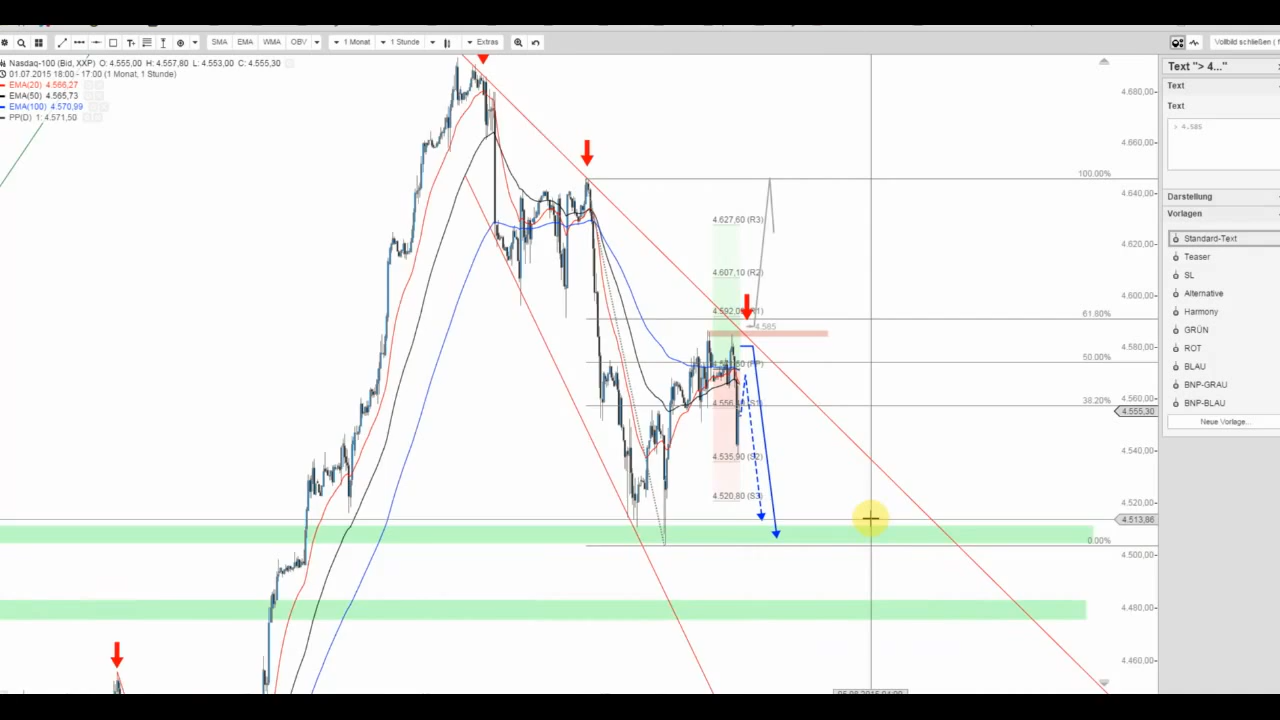 SMA EMA WMA OBV 1 Monat 1 Stunde Extras Vollbild schließen (
Nasdaq-100 (Bid, XXP) O: 4.555,00 H: 4.557,80 L: 4.553,00 C: 4.555,30
01.07.2015 18:00 - 17:00 (1 Monat, 1 Stunde)
EMA(20) 4.566,27
EMA(50) 4.565,73
EMA(100) 4.570,99
PP(D) 1: 4.571,50
4.680,00
4.660,00
100.00%
4.640,00
4.627,60 (R3)
4.620,00
4.607,10 (R2)
4.600,00
61.80%
4.585
4.580,00
50.00%
4.560,00
38.20%
4.555,30
4.540,00
4.535,90 (S2)
4.520,80 (S3)
4.520,00
4.513,86
0.00%
4.500,00
4.480,00
4.460,00
Text "> 4..."
Text
Text
> 4.585
Darstellung
Vorlagen
Standard-Text
Teaser
SL
Alternative
Harmony
GRÜN
ROT
BLAU
BNP-GRAU
BNP-BLAU
Neue Vorlage...